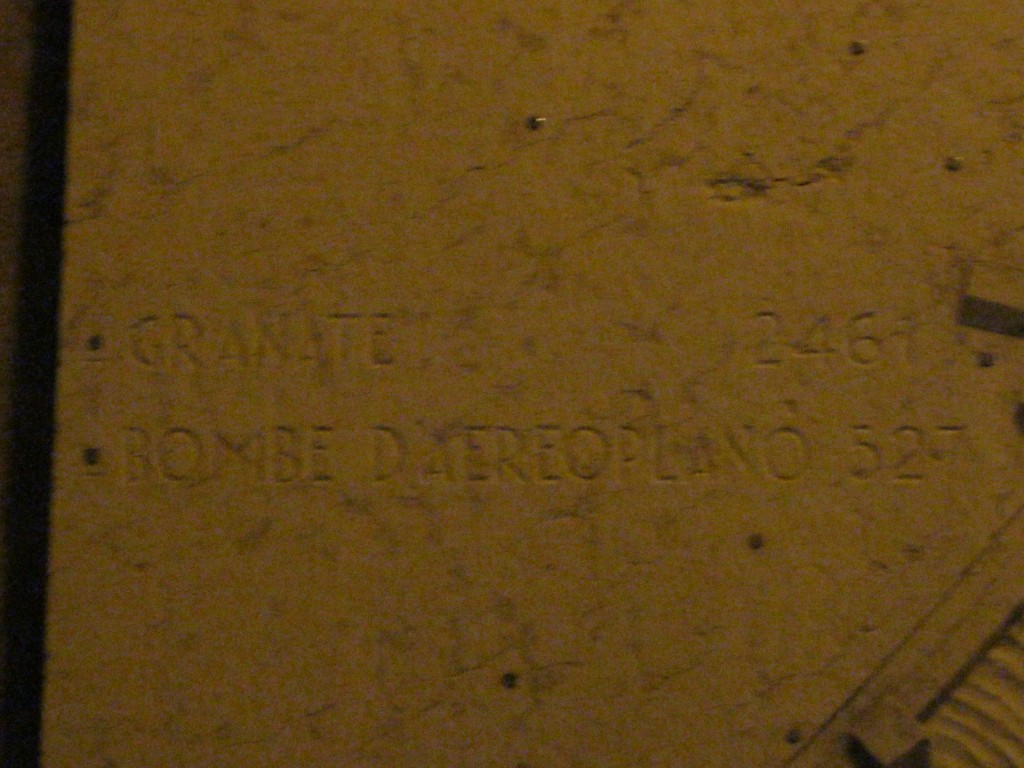 GRANATE 2461
BOMBE D'AEREOPLANO 527